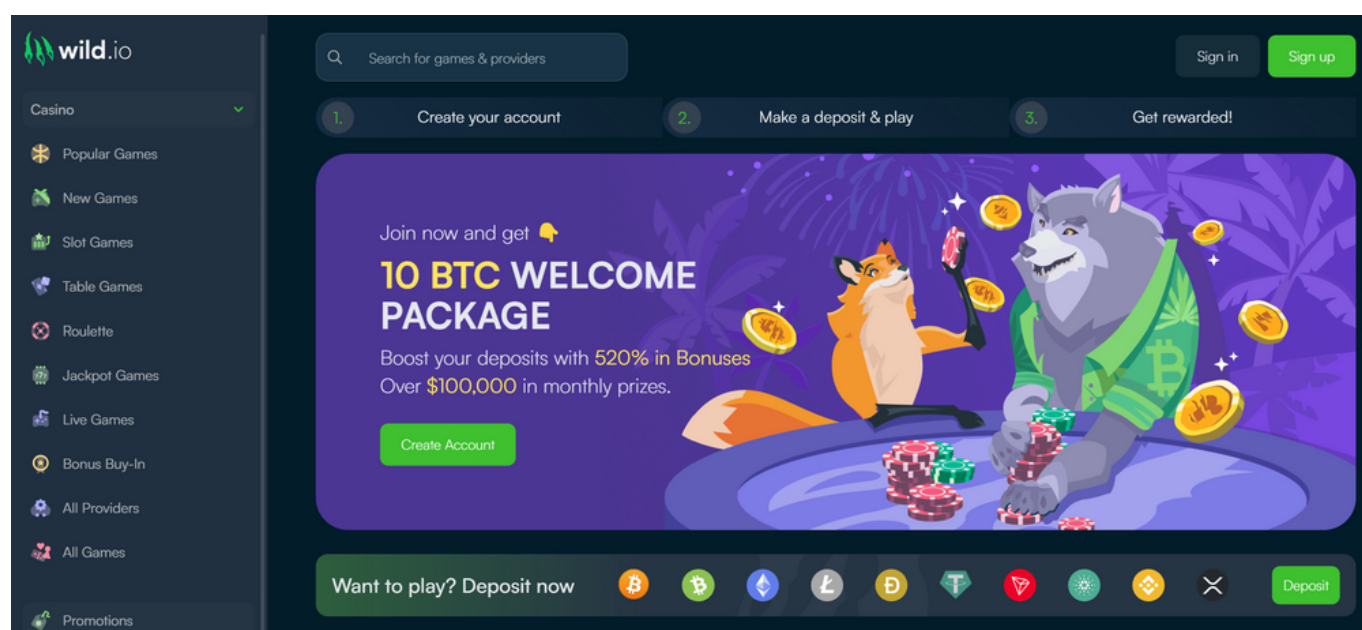 wild.io
Search for games & providers
Sign in
Sign up
Casino
Popular Games
New Games
Slot Games
Table Games
Roulette
Jackpot Games
Live Games
Bonus Buy-In
All Providers
All Games
Promotions
1. Create your account
2. Make a deposit & play
3. Get rewarded!
Join now and get 👇
10 BTC WELCOME
PACKAGE
Boost your deposits with 520% in Bonuses
Over $100,000 in monthly prizes.
Create Account
Want to play? Deposit now
Deposit